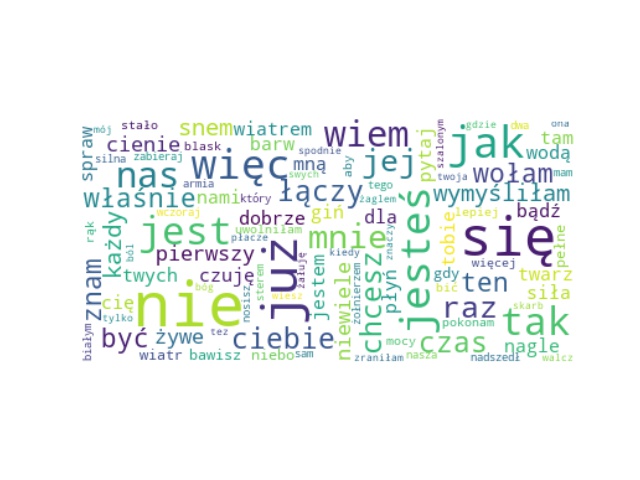 spraw
mój
stało
snem
wiatrem
wiem
szalonym
gdzie
dwa
ona
cienie
blask
barw
spodnie
pytaj
jak
tam
silna
zabieraj
nas
więc
mną
aby
jej
wołam
wodą
armia
swych
twoja
mam
właśnie
nami
który
łączy
tego
żaglem
jesteś
wymyśliłam
rąk
każdy
wczoraj
jest
dobrze
giń
dla
tobie
lepiej
bądź
ból
uwolniłam
mnie
się
pełne
płacze
już
znaczy
pierwszy
żałuję
kiedy
więcej
znam
twych
czuję
sterem
jestem
niewiele
żołnierzem
chcesz
płyń
gdy
ten
twarz
cię
nie
bóg
wiesz
nosisz
bić
raz
siła
tylko
skarb
białym
być
żywe
tez
ciebie
pokonam
tak
mocy
czas
nagle
wiatr
bawisz
niebo
sam
zraniłam
nasza
nadszedł
walcz